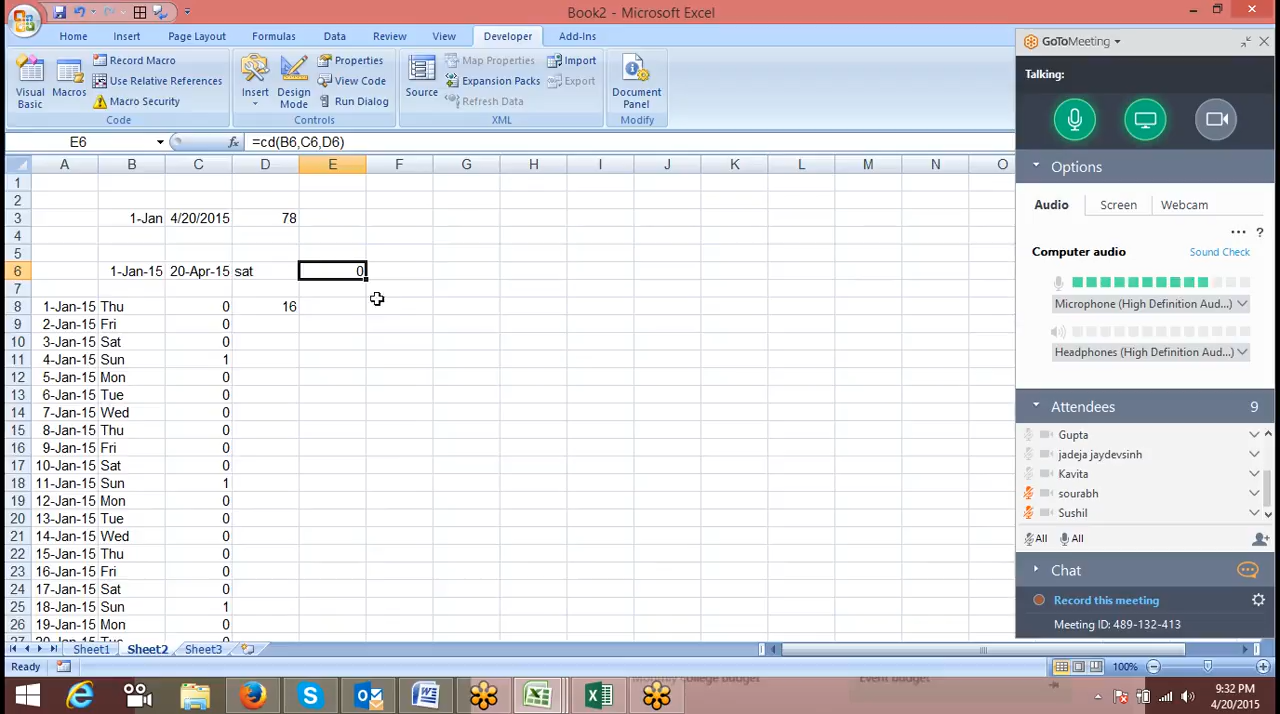 Book2 - Microsoft Excel
Home Insert Page Layout Formulas Data Review View Developer Add-Ins
Visual Basic
Macros
Record Macro
Use Relative References
Macro Security
Code
Insert
Design Mode
Properties
View Code
Run Dialog
Controls
Source
Map Properties
Expansion Packs
Refresh Data
Import
Export
XML
Document Panel
Modify
E6 fx =cd(B6,C6,D6)
A B C D E F G H I J K L M N O
1
2
3 1-Jan 4/20/2015 78
4
5
6 1-Jan-15 20-Apr-15 sat 0
7
8 1-Jan-15 Thu 0 16
9 2-Jan-15 Fri 0
10 3-Jan-15 Sat 0
11 4-Jan-15 Sun 1
12 5-Jan-15 Mon 0
13 6-Jan-15 Tue 0
14 7-Jan-15 Wed 0
15 8-Jan-15 Thu 0
16 9-Jan-15 Fri 0
17 10-Jan-15 Sat 0
18 11-Jan-15 Sun 1
19 12-Jan-15 Mon 0
20 13-Jan-15 Tue 0
21 14-Jan-15 Wed 0
22 15-Jan-15 Thu 0
23 16-Jan-15 Fri 0
24 17-Jan-15 Sat 0
25 18-Jan-15 Sun 1
26 19-Jan-15 Mon 0
27 20-Jan-15 Tue 0
Sheet1 Sheet2 Sheet3
Ready 100%
GoToMeeting
Talking:
Options
Audio Screen Webcam
... ?
Computer audio Sound Check
Microphone (High Definition Aud...)
Headphones (High Definition Aud...)
Attendees 9
Gupta
jadeja jaydevsinh
Kavita
sourabh
Sushil
All All
Chat
Record this meeting
Meeting ID: 489-132-413
Monthly college budget
Event budget
9:32 PM
4/20/2015